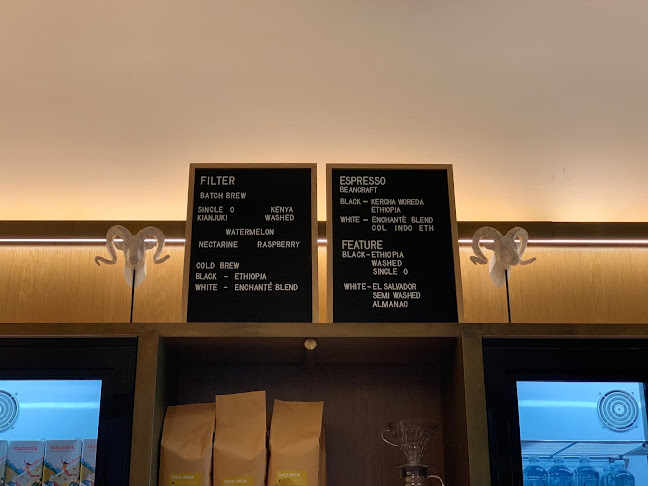 FILTER
BATCH BREW
SINGLE O KENYA
KIANJUKI WASHED
WATERMELON
NECTARINE RASPBERRY
COLD BREW
BLACK - ETHIOPIA
WHITE - ENCHANTÉ BLEND
ESPRESSO
BEANCRAFT
BLACK - KERCHA WOREDA
ETHIOPIA
WHITE - ENCHANTÈ BLEND
COL INDO ETH
FEATURE
BLACK - ETHIOPIA
WASHED
SINGLE O
WHITE - EL SALVADOR
SEMI WASHED
ALMANAC